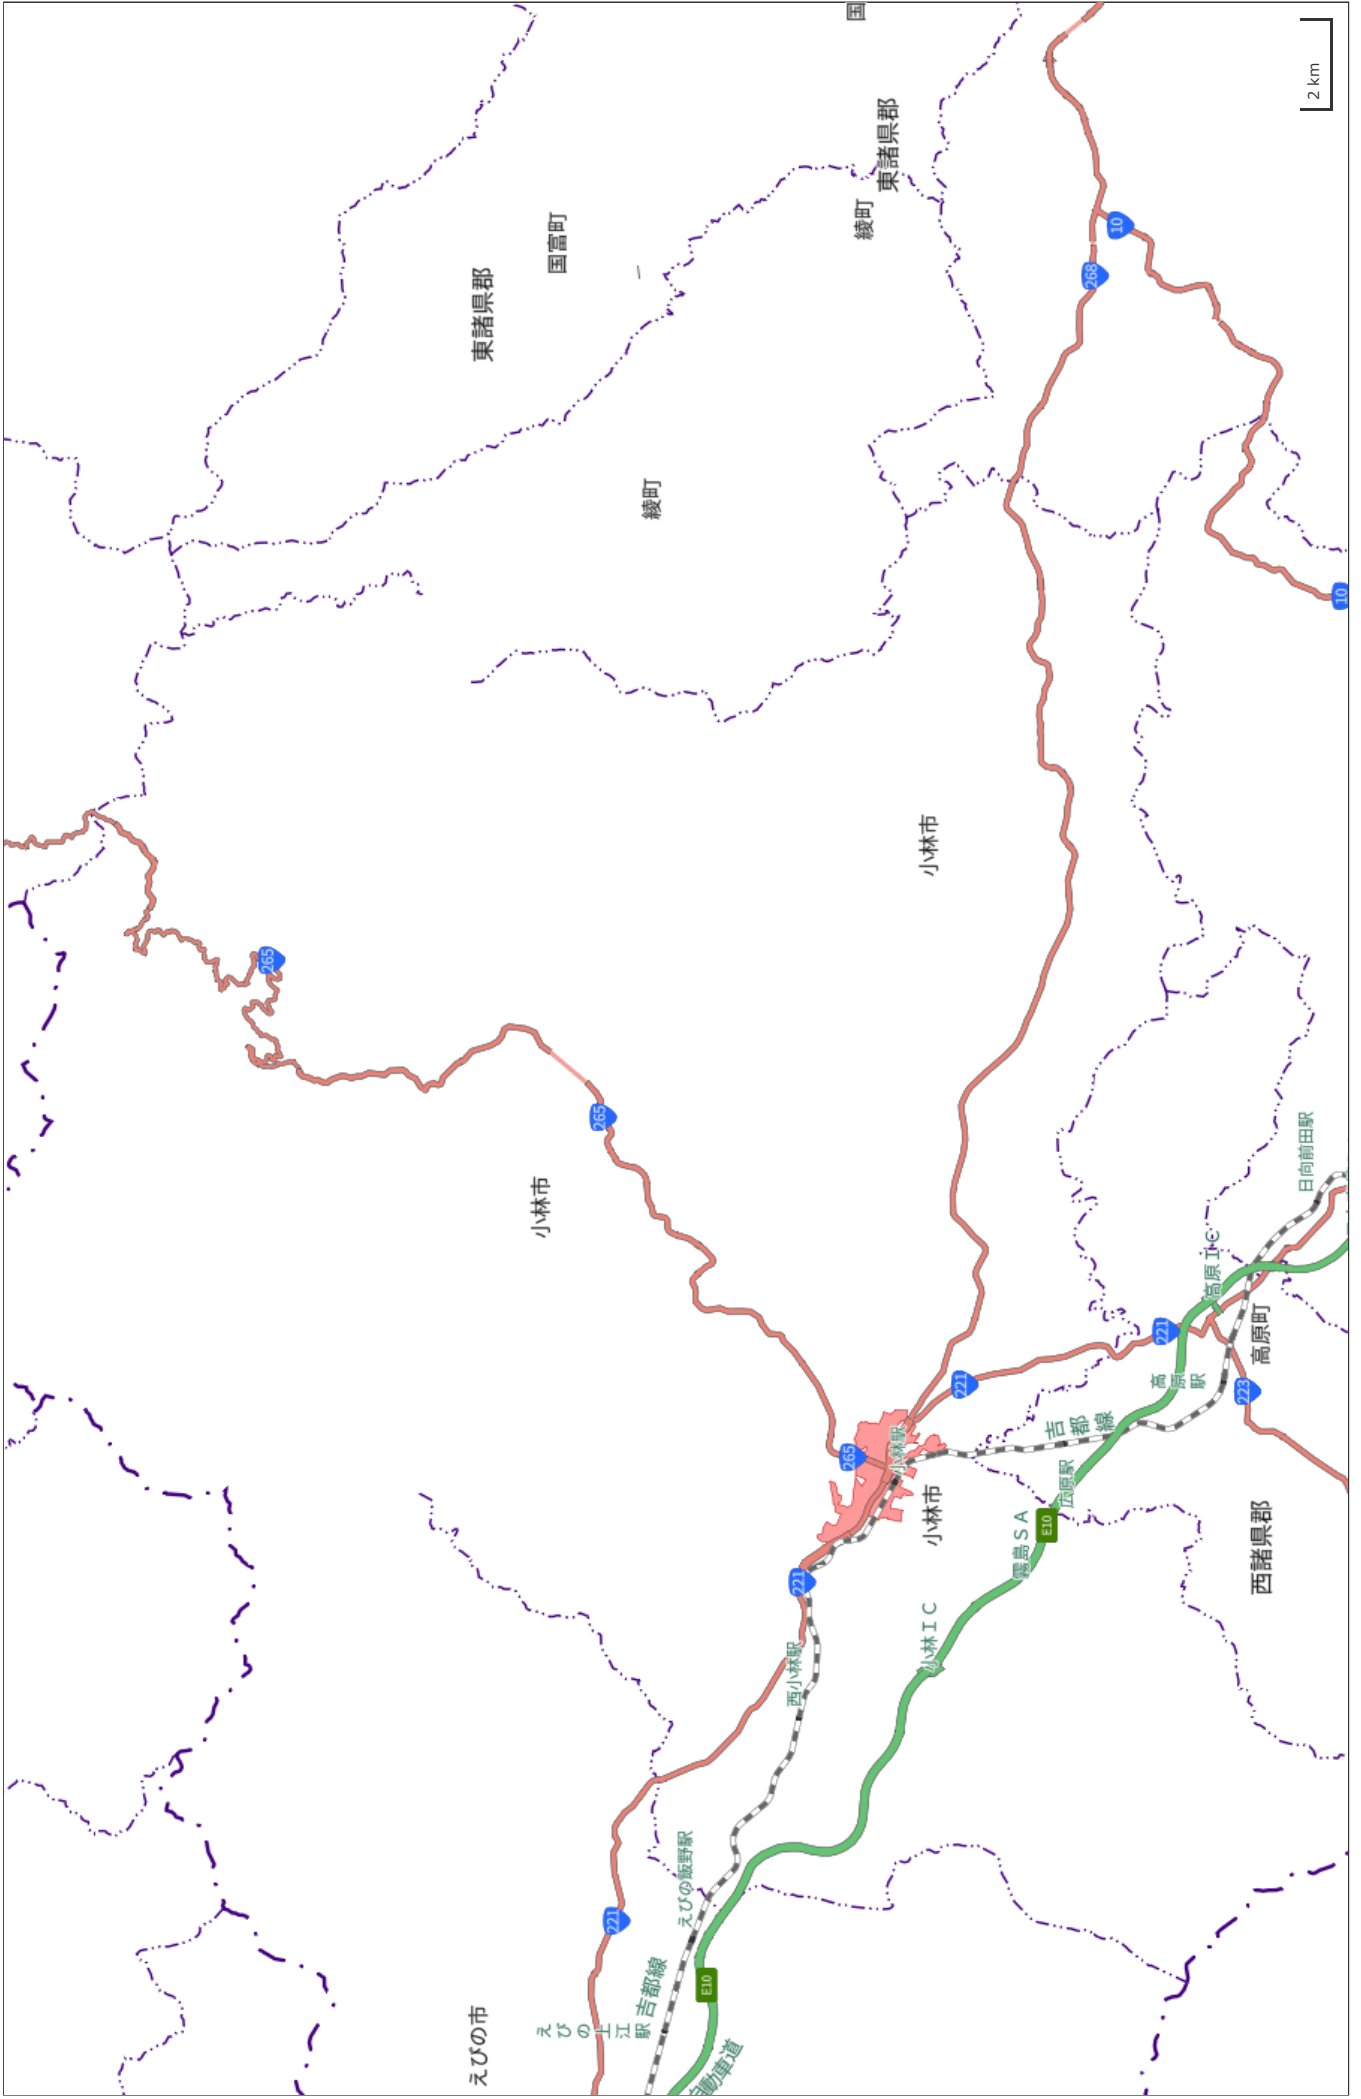 えびの市
221
えびの上江駅
吉都線
自動車道
E10
えびの飯野駅
西小林駅
221
小林IC
265
小林駅
小林市
霧島SA
E10
広原駅
吉都線
西諸県郡
223
高原駅
高原町
221
221
高原IC
日向前田駅
小林市
265
265
小林市
綾町
東諸県郡
国富町
綾町
東諸県郡
国
268
10
10
2 km